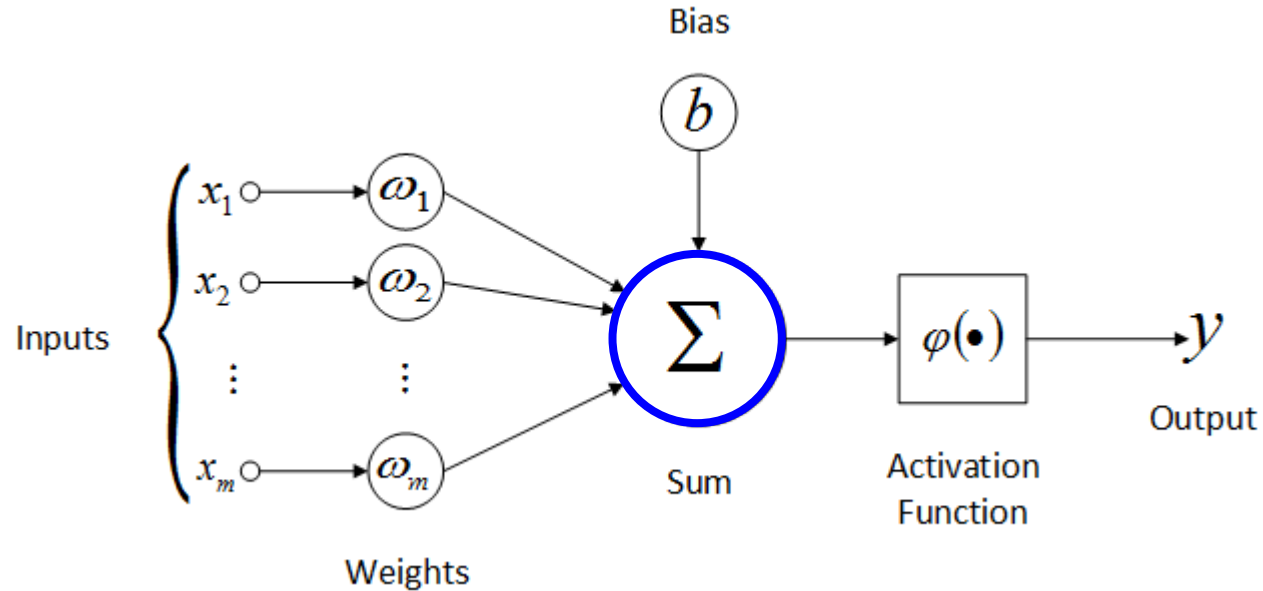 Bias
b
x₁
ω₁
x₂
ω₂
Inputs
⋮
⋮
Σ
φ(•)
y
Output
xₘ
ωₘ
Sum
Activation
Function
Weights